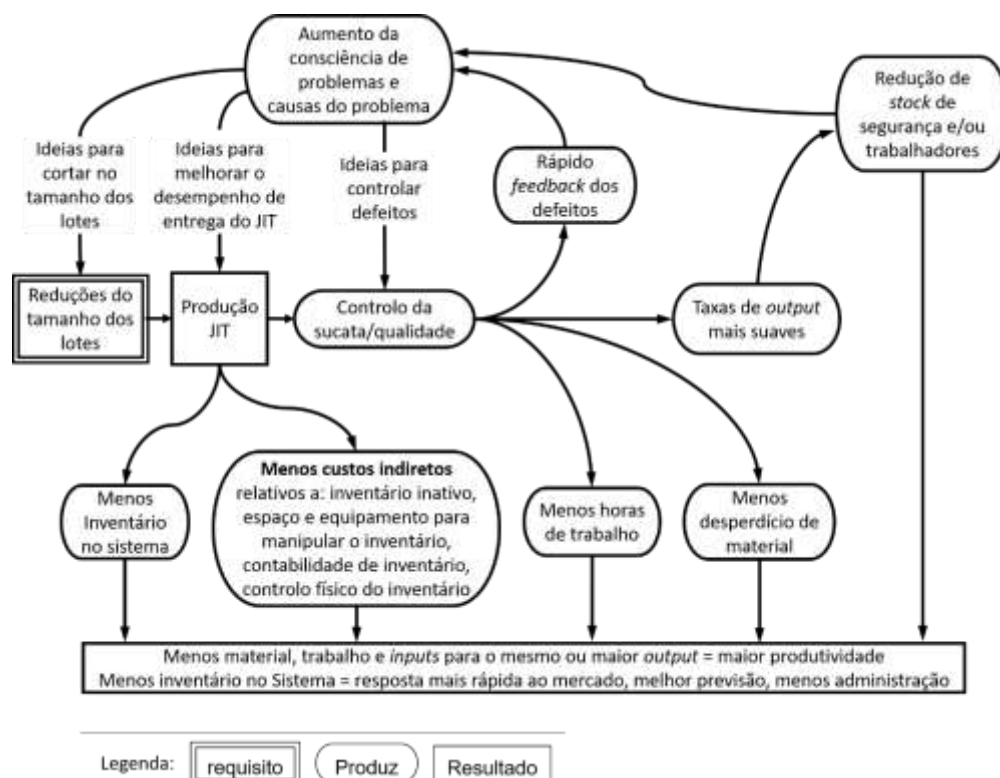 Aumento da
consciência de
problemas e
causas do problema
Redução de
stock de
segurança e/ou
trabalhadores
Ideias para
cortar no
tamanho dos
lotes
Ideias para
melhorar o
desempenho de
entrega do JIT
Ideias para
controlar
defeitos
Rápido
feedback dos
defeitos
Reduções do
tamanho dos
lotes
Produção
JIT
Controlo da
sucata/qualidade
Taxas de output
mais suaves
Menos
Inventário
no sistema
Menos custos indiretos
relativos a: inventário inativo,
espaço e equipamento para
manipular o inventário,
contabilidade de inventário,
controlo físico do inventário
Menos horas
de trabalho
Menos
desperdício de
material
Menos material, trabalho e inputs para o mesmo ou maior output = maior produtividade
Menos inventário no Sistema = resposta mais rápida ao mercado, melhor previsão, menos administração
Legenda:
requisito
Produz
Resultado